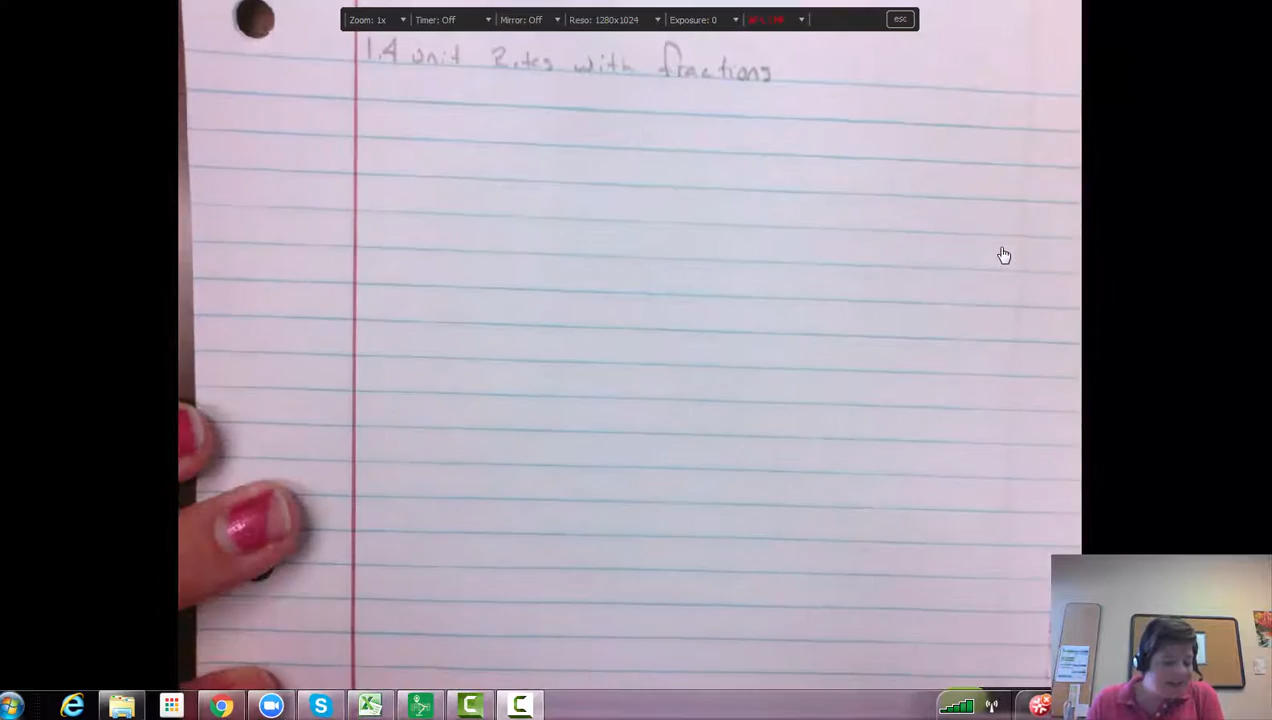 Zoom: 1x Timer: Off Mirror: Off Reso: 1280x1024 Exposure: 0 esc
1.4 unit Rates with fractions